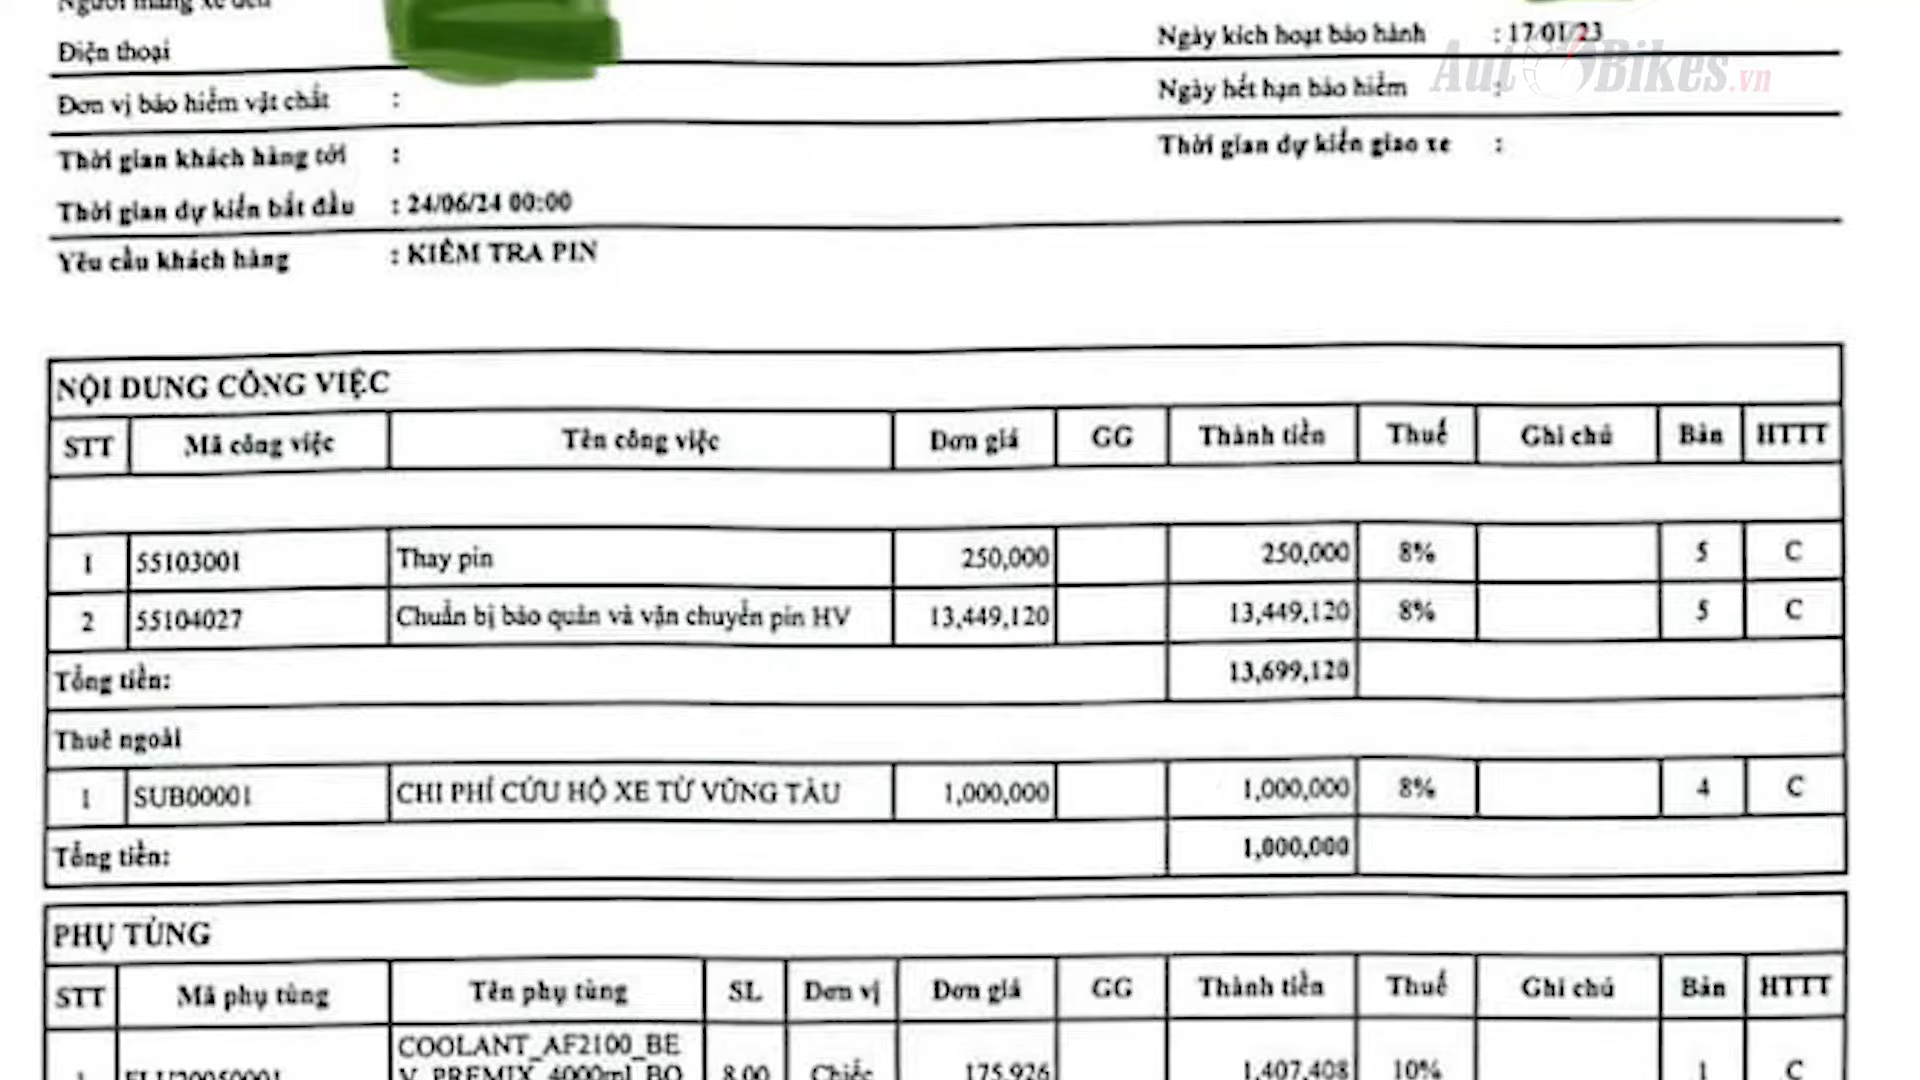 Người mang xe đến
Điện thoại
Ngày kích hoạt bảo hành : 17/01/23
AutoBikes.vn
Đơn vị bảo hiểm vật chất :
Ngày hết hạn bảo hiểm :
Thời gian khách hàng tới :
Thời gian dự kiến giao xe :
Thời gian dự kiến bắt đầu : 24/06/24 00:00
Yêu cầu khách hàng : KIỂM TRA PIN
NỘI DUNG CÔNG VIỆC
STT Mã công việc Tên công việc Đơn giá GG Thành tiền Thuế Ghi chú Bản HTTT
1 55103001 Thay pin 250,000 250,000 8% 5 C
2 55104027 Chuẩn bị bảo quản và vận chuyển pin HV 13,449,120 13,449,120 8% 5 C
Tổng tiền: 13,699,120
Thuê ngoài
1 SUB00001 CHI PHÍ CỨU HỘ XE TỪ VŨNG TÀU 1,000,000 1,000,000 8% 4 C
Tổng tiền: 1,000,000
PHỤ TÙNG
STT Mã phụ tùng Tên phụ tùng SL Đơn vị Đơn giá GG Thành tiền Thuế Ghi chú Bản HTTT
COOLANT_AF2100_BE
1 V_PREMIX_4000ml_BO 8.00 Chiếc 175,926 1,407,408 10% 1 C